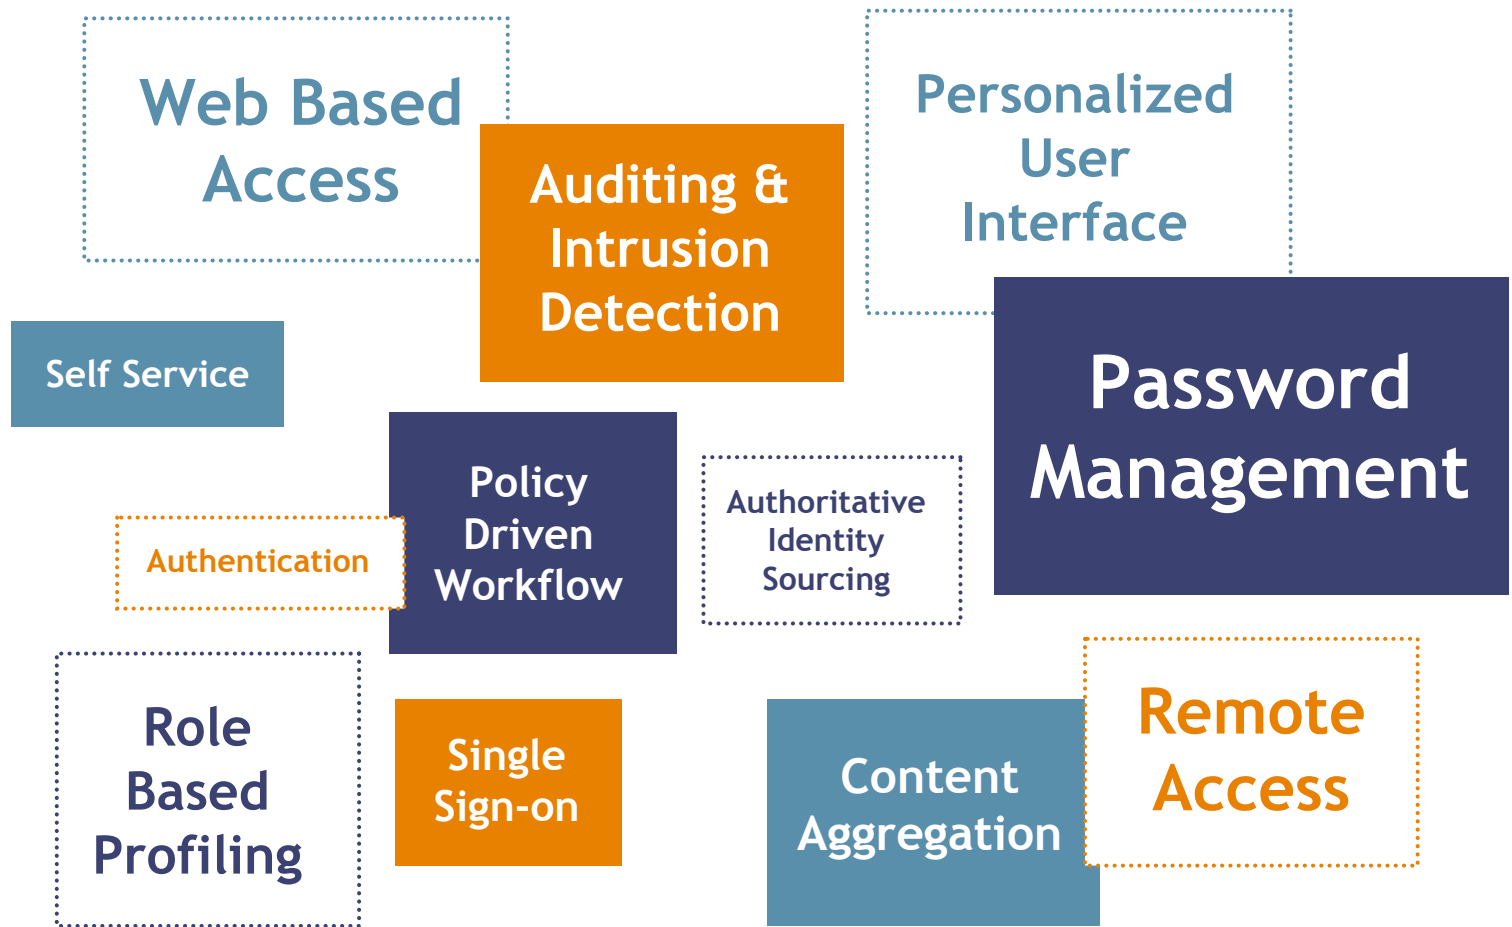 Web Based
Access
Auditing &
Intrusion
Detection
Personalized
User
Interface
Self Service
Password
Management
Policy
Driven
Workflow
Authoritative
Identity
Sourcing
Authentication
Role
Based
Profiling
Single
Sign-on
Content
Aggregation
Remote
Access